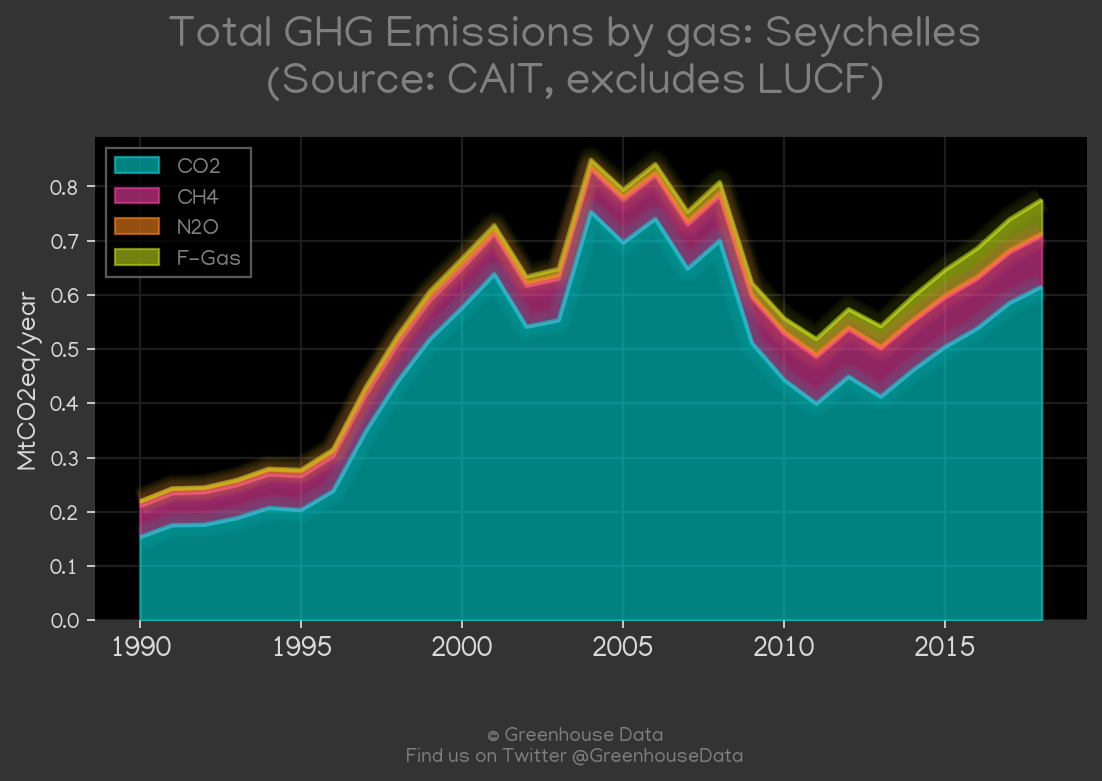 Total GHG Emissions by gas: Seychelles
(Source: CAIT, excludes LUCF)
CO2
CH4
N2O
F-Gas
MtCO2eq/year
0.8
0.7
0.6
0.5
0.4
0.3
0.2
0.1
0.0
1990 1995 2000 2005 2010 2015
© Greenhouse Data
Find us on Twitter @GreenhouseData